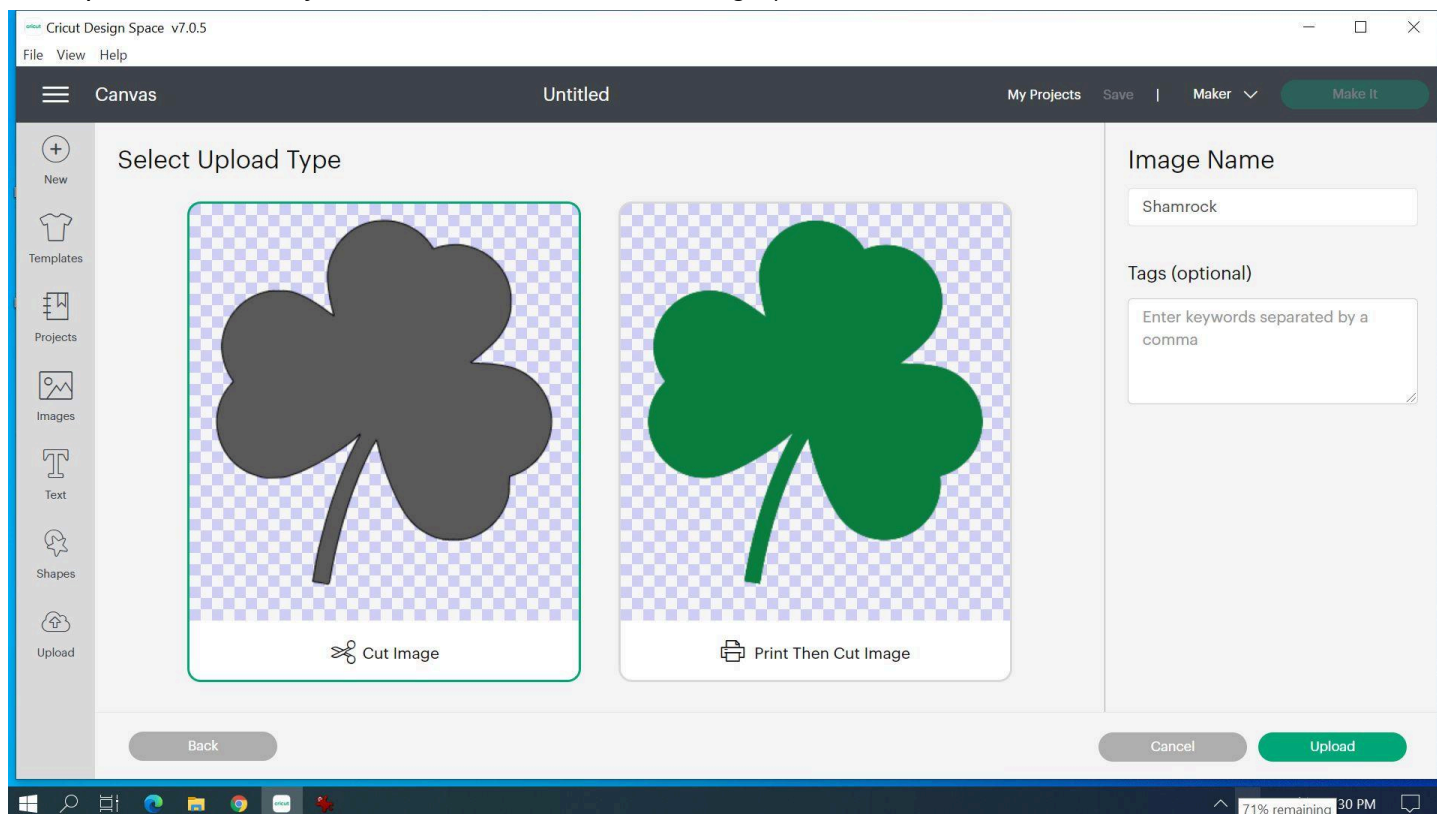 cricut Cricut Design Space v7.0.5
File View Help
Canvas Untitled My Projects Save | Maker Make It
New
Templates
Projects
Images
Text
Shapes
Upload
Select Upload Type
Cut Image
Print Then Cut Image
Image Name
Shamrock
Tags (optional)
Enter keywords separated by a
comma
Back
Cancel Upload
cricut
71% remaining
30 PM